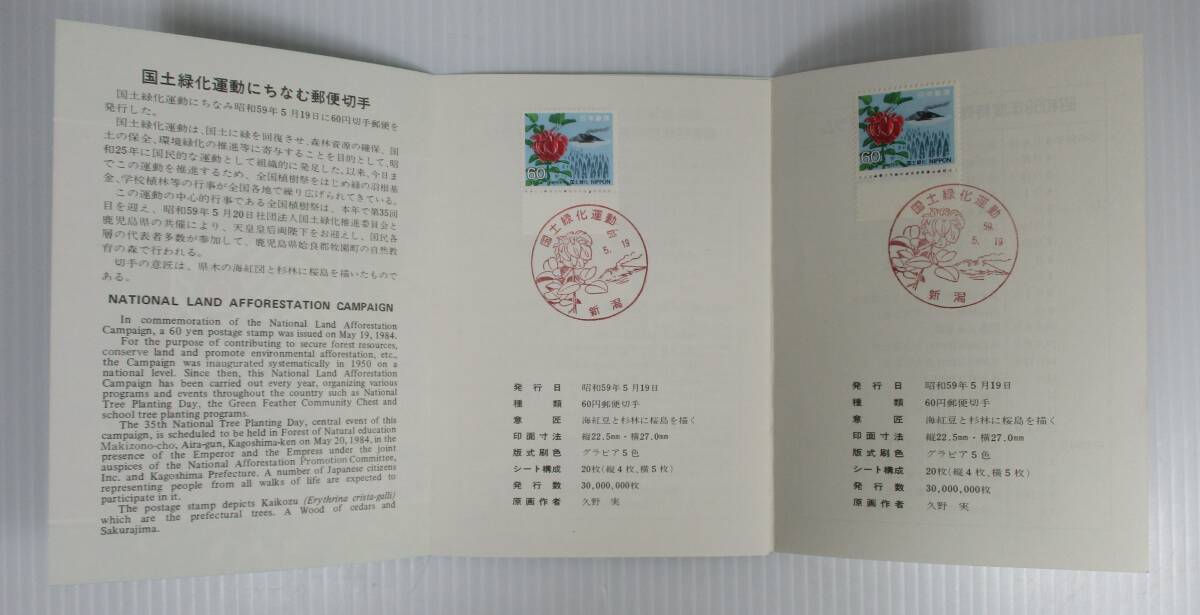 国土緑化運動にちなむ郵便切手
国土緑化運動にちなみ昭和59年5月19日に60円切手郵便を
発行した。
国土緑化運動は、国土に緑を回復させ、森林資源の確保、国
土の保全、環境緑化の推進等に寄与することを目的として、昭
和25年に国民的な運動として組織的に発足した。以来、今日ま
でこの運動を推進するため、全国植樹祭をはじめ緑の羽根基
金、学校植林等の行事が全国各地で繰り広げられてきている。
この運動の中心的行事である全国植樹祭は、本年で第35回
目を迎え、昭和59年5月20日社団法人国土緑化推進委員会と
鹿児島県の共催により、天皇皇后両陛下をお迎えし、国民各
層の代表者多数が参加して、鹿児島県姶良郡牧園町の自然教
育の森で行われる。
切手の意匠は、県木の海紅図と杉林に桜島を描いたもので
ある。
NATIONAL LAND AFFORESTATION CAMPAIGN
In commemoration of the National Land Afforestation
Campaign, a 60 yen postage stamp was issued on May 19, 1984.
For the purpose of contributing to secure forest resources,
conserve land and promote environmental afforestation, etc.,
the Campaign was inaugurated systematically in 1950 on a
national level. Since then, this National Land Afforestation
Campaign has been carried out every year, organizing various
programs and events throughout the country such as National
Tree Planting Day, the Green Feather Community Chest and
school tree planting programs.
The 35th National Tree Planting Day, central event of this
campaign, is scheduled to be held in Forest of Natural education
Makizono-cho, Aira-gun, Kagoshima-ken on May 20, 1984, in the
presence of the Emperor and the Empress under the joint
auspices of the National Afforestation Promotion Committee,
Inc. and Kagoshima Prefecture. A number of Japanese citizens
representing people from all walks of life are expected to
participate in it.
The postage stamp depicts Kaikozu (Erythrina crista-galli)
which are the prefectural trees. A Wood of cedars and
Sakurajima.
日本郵便
60
国土緑化 NIPPON
国土緑化運動
59.
5. 19
新潟
発行日 昭和59年5月19日
種類 60円郵便切手
意匠 海紅豆と杉林に桜島を描く
印面寸法 縦22.5mm・横27.0mm
版式刷色 グラビア5色
シート構成 20枚(縦4枚、横5枚)
発行数 30,000,000枚
原画作者 久野 実
日本郵便
60
国土緑化 NIPPON
国土緑化運動
59.
5. 19
新潟
発行日 昭和59年5月19日
種類 60円郵便切手
意匠 海紅豆と杉林に桜島を描く
印面寸法 縦22.5mm・横27.0mm
版式刷色 グラビア5色
シート構成 20枚(縦4枚、横5枚)
発行数 30,000,000枚
原画作者 久野 実